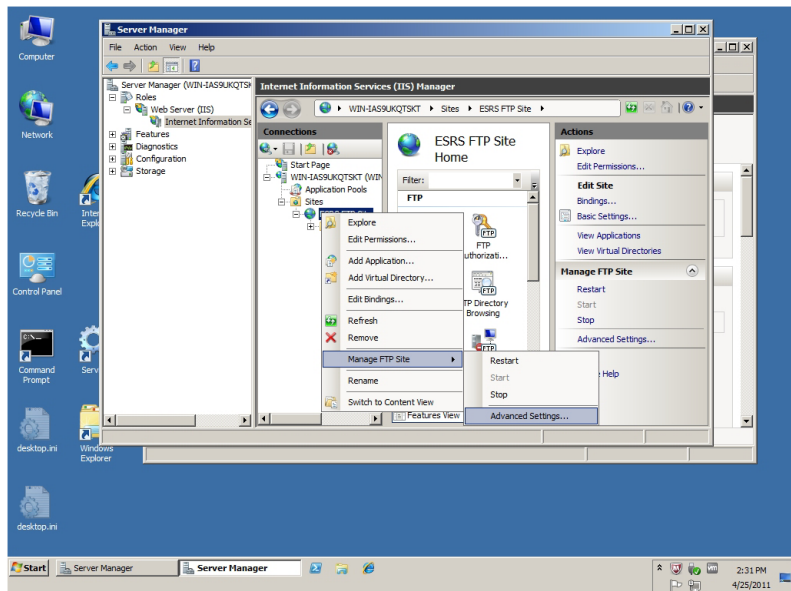 Computer
Network
Recycle Bin
Control Panel
Command
Prompt
desktop.ini
Windows
Explorer
desktop.ini
Server Manager
File Action View Help
Server Manager (WIN-IAS9UKQTSK
Roles
Web Server (IIS)
Internet Information Se
Features
Diagnostics
Configuration
Storage
Internet Information Services (IIS) Manager
WIN-IAS9UKQTSKT Sites ESRS FTP Site
Connections
Start Page
WIN-IAS9UKQTSKT (WIN
Application Pools
Sites
ESRS FTP Site
Home
Filter:
FTP
FTP
Directory
Browsing
Features View
Explore
Edit Permissions...
Add Application...
Add Virtual Directory...
Edit Bindings...
Refresh
Remove
Manage FTP Site
Rename
Switch to Content View
Restart
Start
Stop
Advanced Settings...
Actions
Explore
Edit Permissions...
Edit Site
Bindings...
Basic Settings...
View Applications
View Virtual Directories
Manage FTP Site
Restart
Start
Stop
Advanced Settings...
Help
Start
Server Manager
Server Manager
2:31 PM
4/25/2011